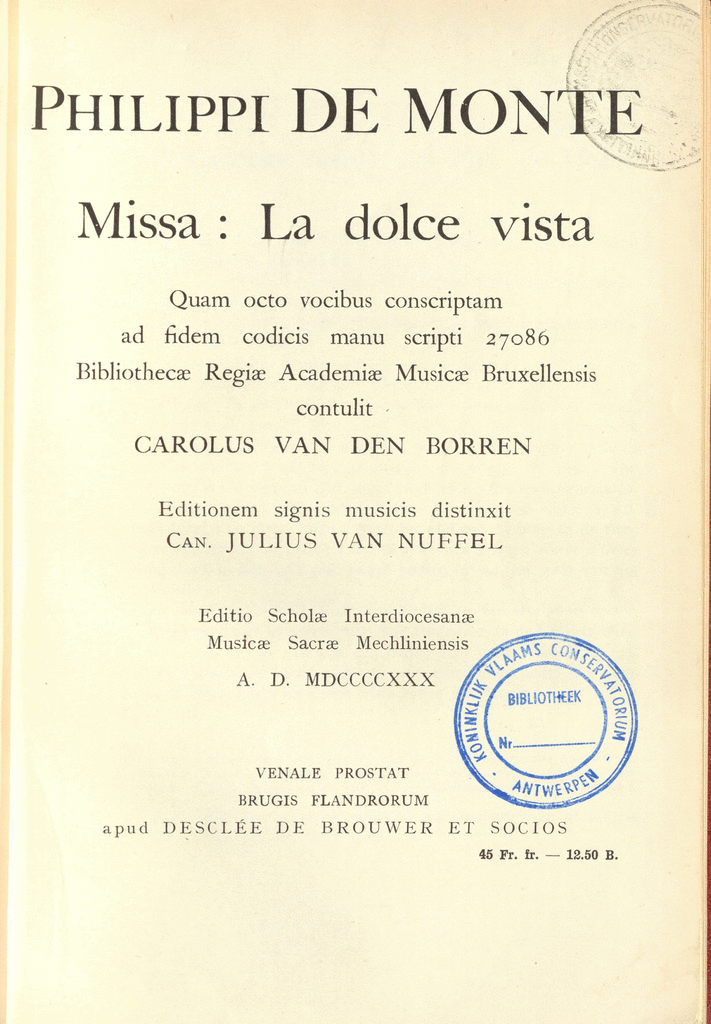 PHILIPPI DE MONTE
Missa : La dolce vista
Quam octo vocibus conscriptam
ad fidem codicis manu scripti 27086
Bibliothecæ Regiæ Academiæ Musicæ Bruxellensis
contulit
CAROLUS VAN DEN BORREN
Editionem signis musicis distinxit
CAN. JULIUS VAN NUFFEL
Editio Scholæ Interdiocesanæ
Musicæ Sacræ Mechliniensis
A. D. MDCCCCXXX
KONINKLIJK VLAAMS CONSERVATORIUM
BIBLIOTHEEK
Nr.
- ANTWERPEN -
VENALE PROSTAT
BRUGIS FLANDRORUM
apud DESCLÉE DE BROUWER ET SOCIOS
45 Fr. fr. — 12.50 B.